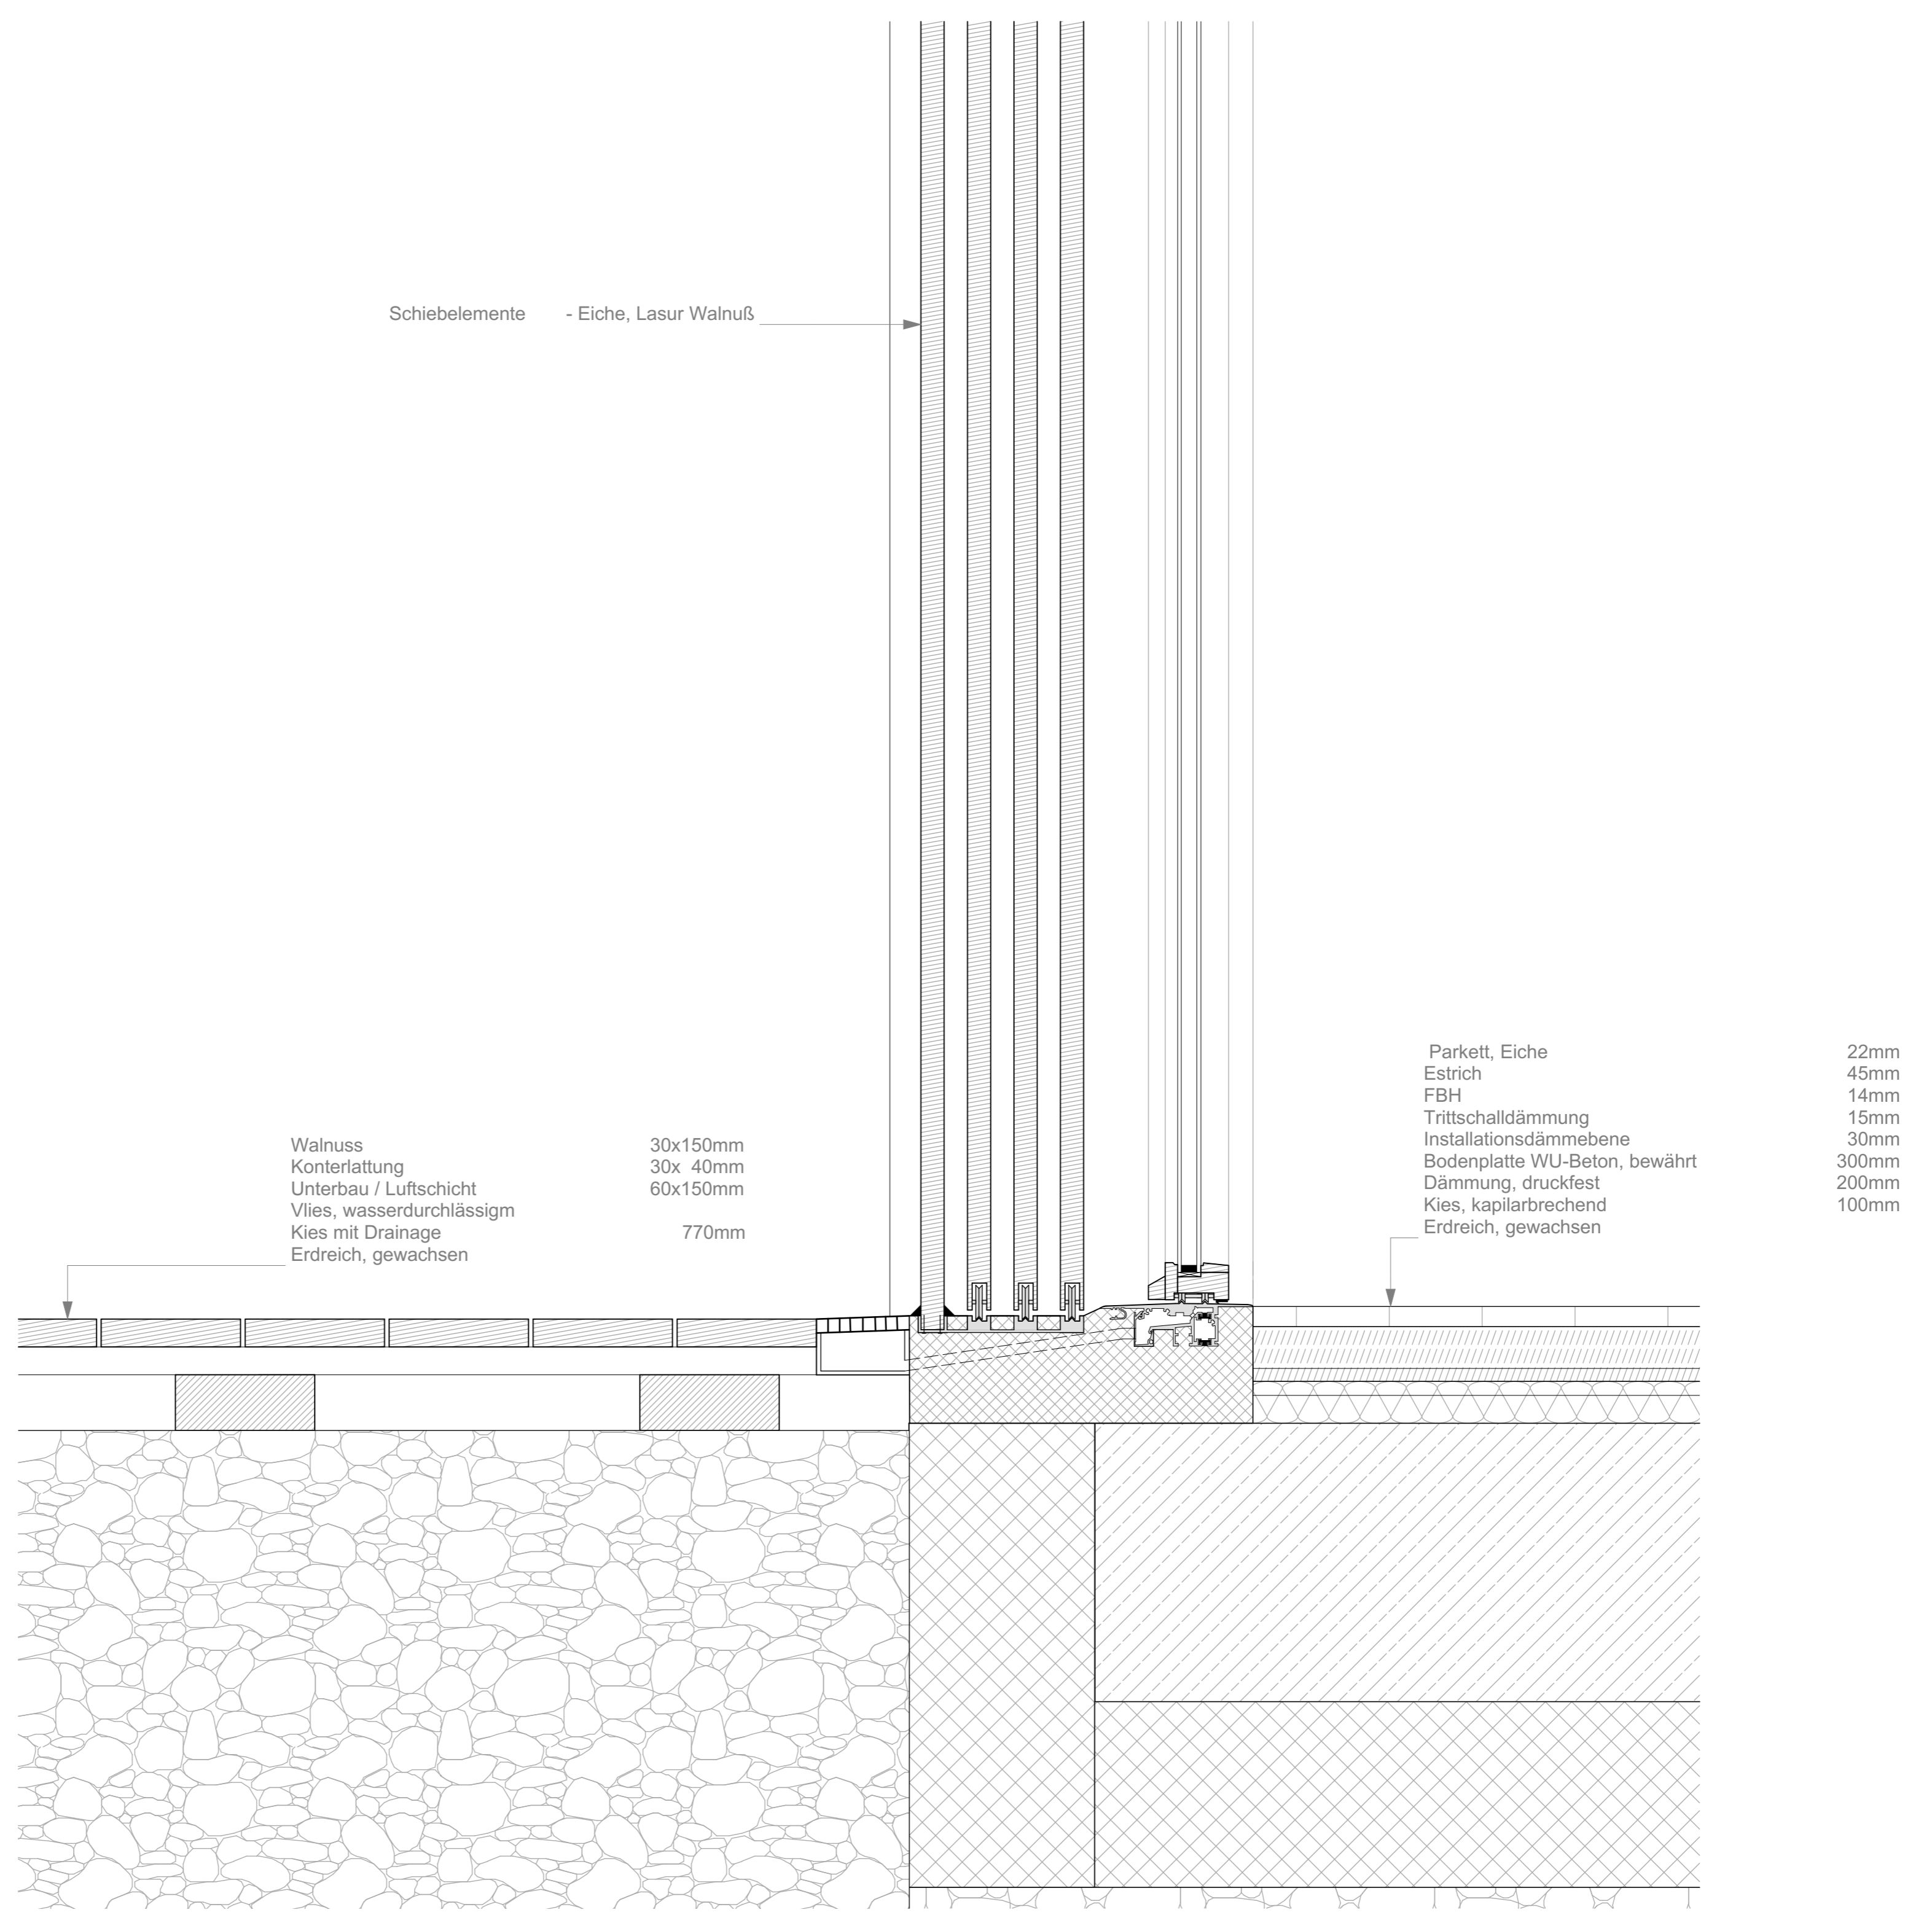 Schiebelemente - Eiche, Lasur Walnuß
Parkett, Eiche 22mm
Estrich 45mm
FBH 14mm
Trittschalldämmung 15mm
Installationsdämmebene 30mm
Bodenplatte WU-Beton, bewährt 300mm
Dämmung, druckfest 200mm
Kies, kapilarbrechend 100mm
Erdreich, gewachsen
Walnuss 30x150mm
Konterlattung 30x 40mm
Unterbau / Luftschicht 60x150mm
Vlies, wasserdurchlässigm
Kies mit Drainage 770mm
Erdreich, gewachsen